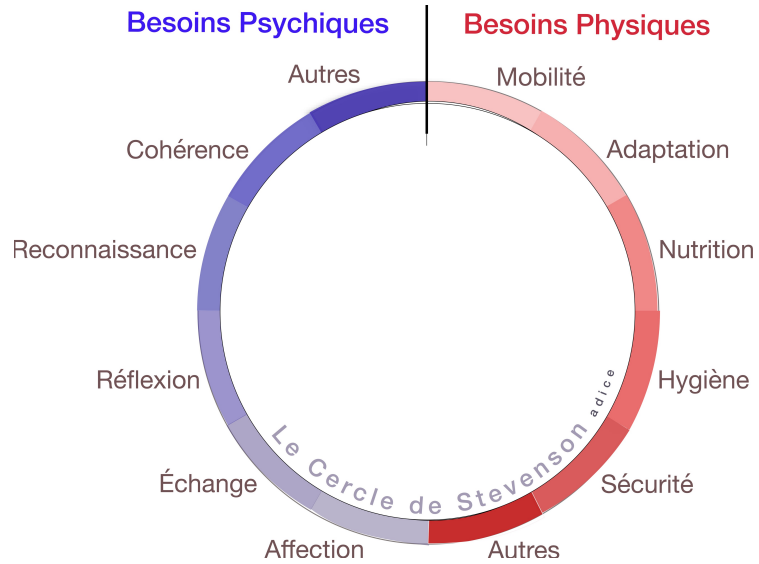 Besoins Psychiques
Besoins Physiques
Autres
Mobilité
Cohérence
Adaptation
Reconnaissance
Nutrition
Réflexion
Hygiène
Échange
Sécurité
Affection
Autres
Le Cercle de Stevenson
adice